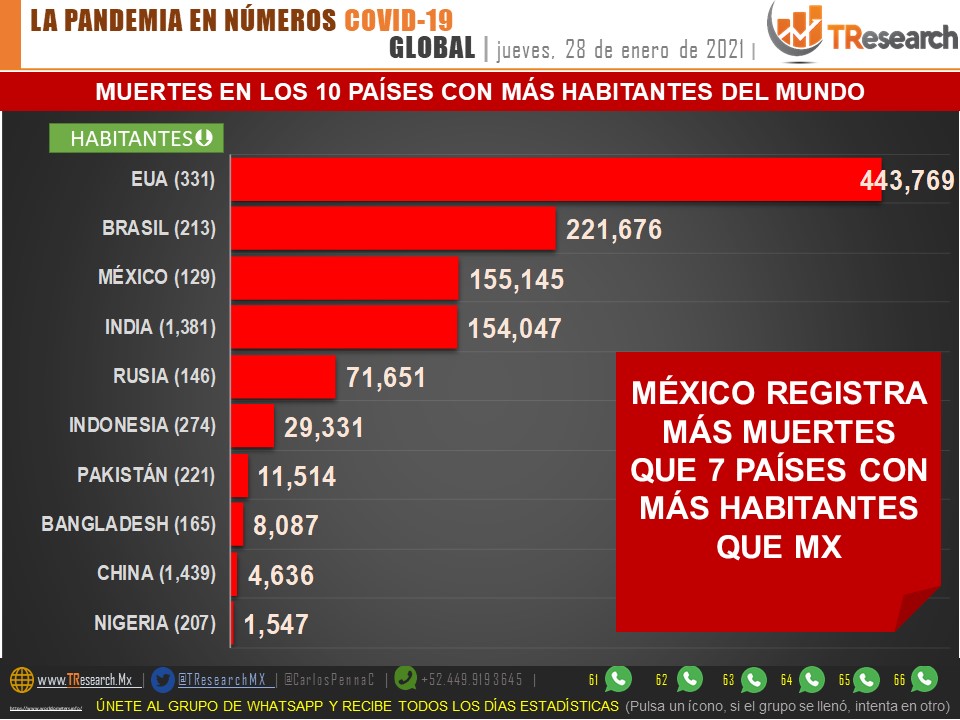 LA PANDEMIA EN NÚMEROS COVID-19
GLOBAL | jueves, 28 de enero de 2021 |
TResearch
MUERTES EN LOS 10 PAÍSES CON MÁS HABITANTES DEL MUNDO
HABITANTES
EUA (331) 443,769
BRASIL (213) 221,676
MÉXICO (129) 155,145
INDIA (1,381) 154,047
RUSIA (146) 71,651
INDONESIA (274) 29,331
PAKISTÁN (221) 11,514
BANGLADESH (165) 8,087
CHINA (1,439) 4,636
NIGERIA (207) 1,547
MÉXICO REGISTRA
MÁS MUERTES
QUE 7 PAÍSES CON
MÁS HABITANTES
QUE MX
www.TResearch.Mx | @TResearchMX | @CarlosPennaC | +52.449.9193645 | 61 62 63 64 65 66
ÚNETE AL GRUPO DE WHATSAPP Y RECIBE TODOS LOS DÍAS ESTADÍSTICAS (Pulsa un ícono, si el grupo se llenó, intenta en otro)